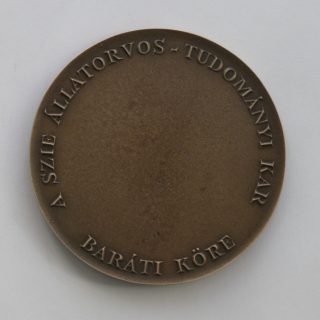 A SZIE ÁLLATORVOS-TUDOMÁNYI KAR
BARÁTI KÖRE